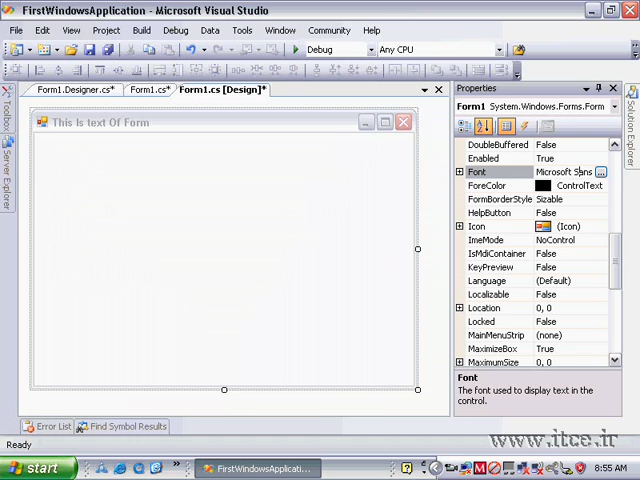 FirstWindowsApplication - Microsoft Visual Studio
File Edit View Project Build Debug Data Tools Window Community Help
Debug Any CPU
Form1.Designer.cs* Form1.cs* Form1.cs [Design]*
Toolbox
Server Explorer
This Is text Of Form
Properties
Form1 System.Windows.Forms.Form
DoubleBuffered False
Enabled True
Font Microsoft Sans ...
ForeColor ControlText
FormBorderStyle Sizable
HelpButton False
Icon (Icon)
ImeMode NoControl
IsMdiContainer False
KeyPreview False
Language (Default)
Localizable False
Location 0, 0
Locked False
MainMenuStrip (none)
MaximizeBox True
MaximumSize 0, 0
Font
The font used to display text in the
control.
Solution Explorer
Error List Find Symbol Results
Ready
www.itce.ir
start FirstWindowsApplicati... 8:55 AM